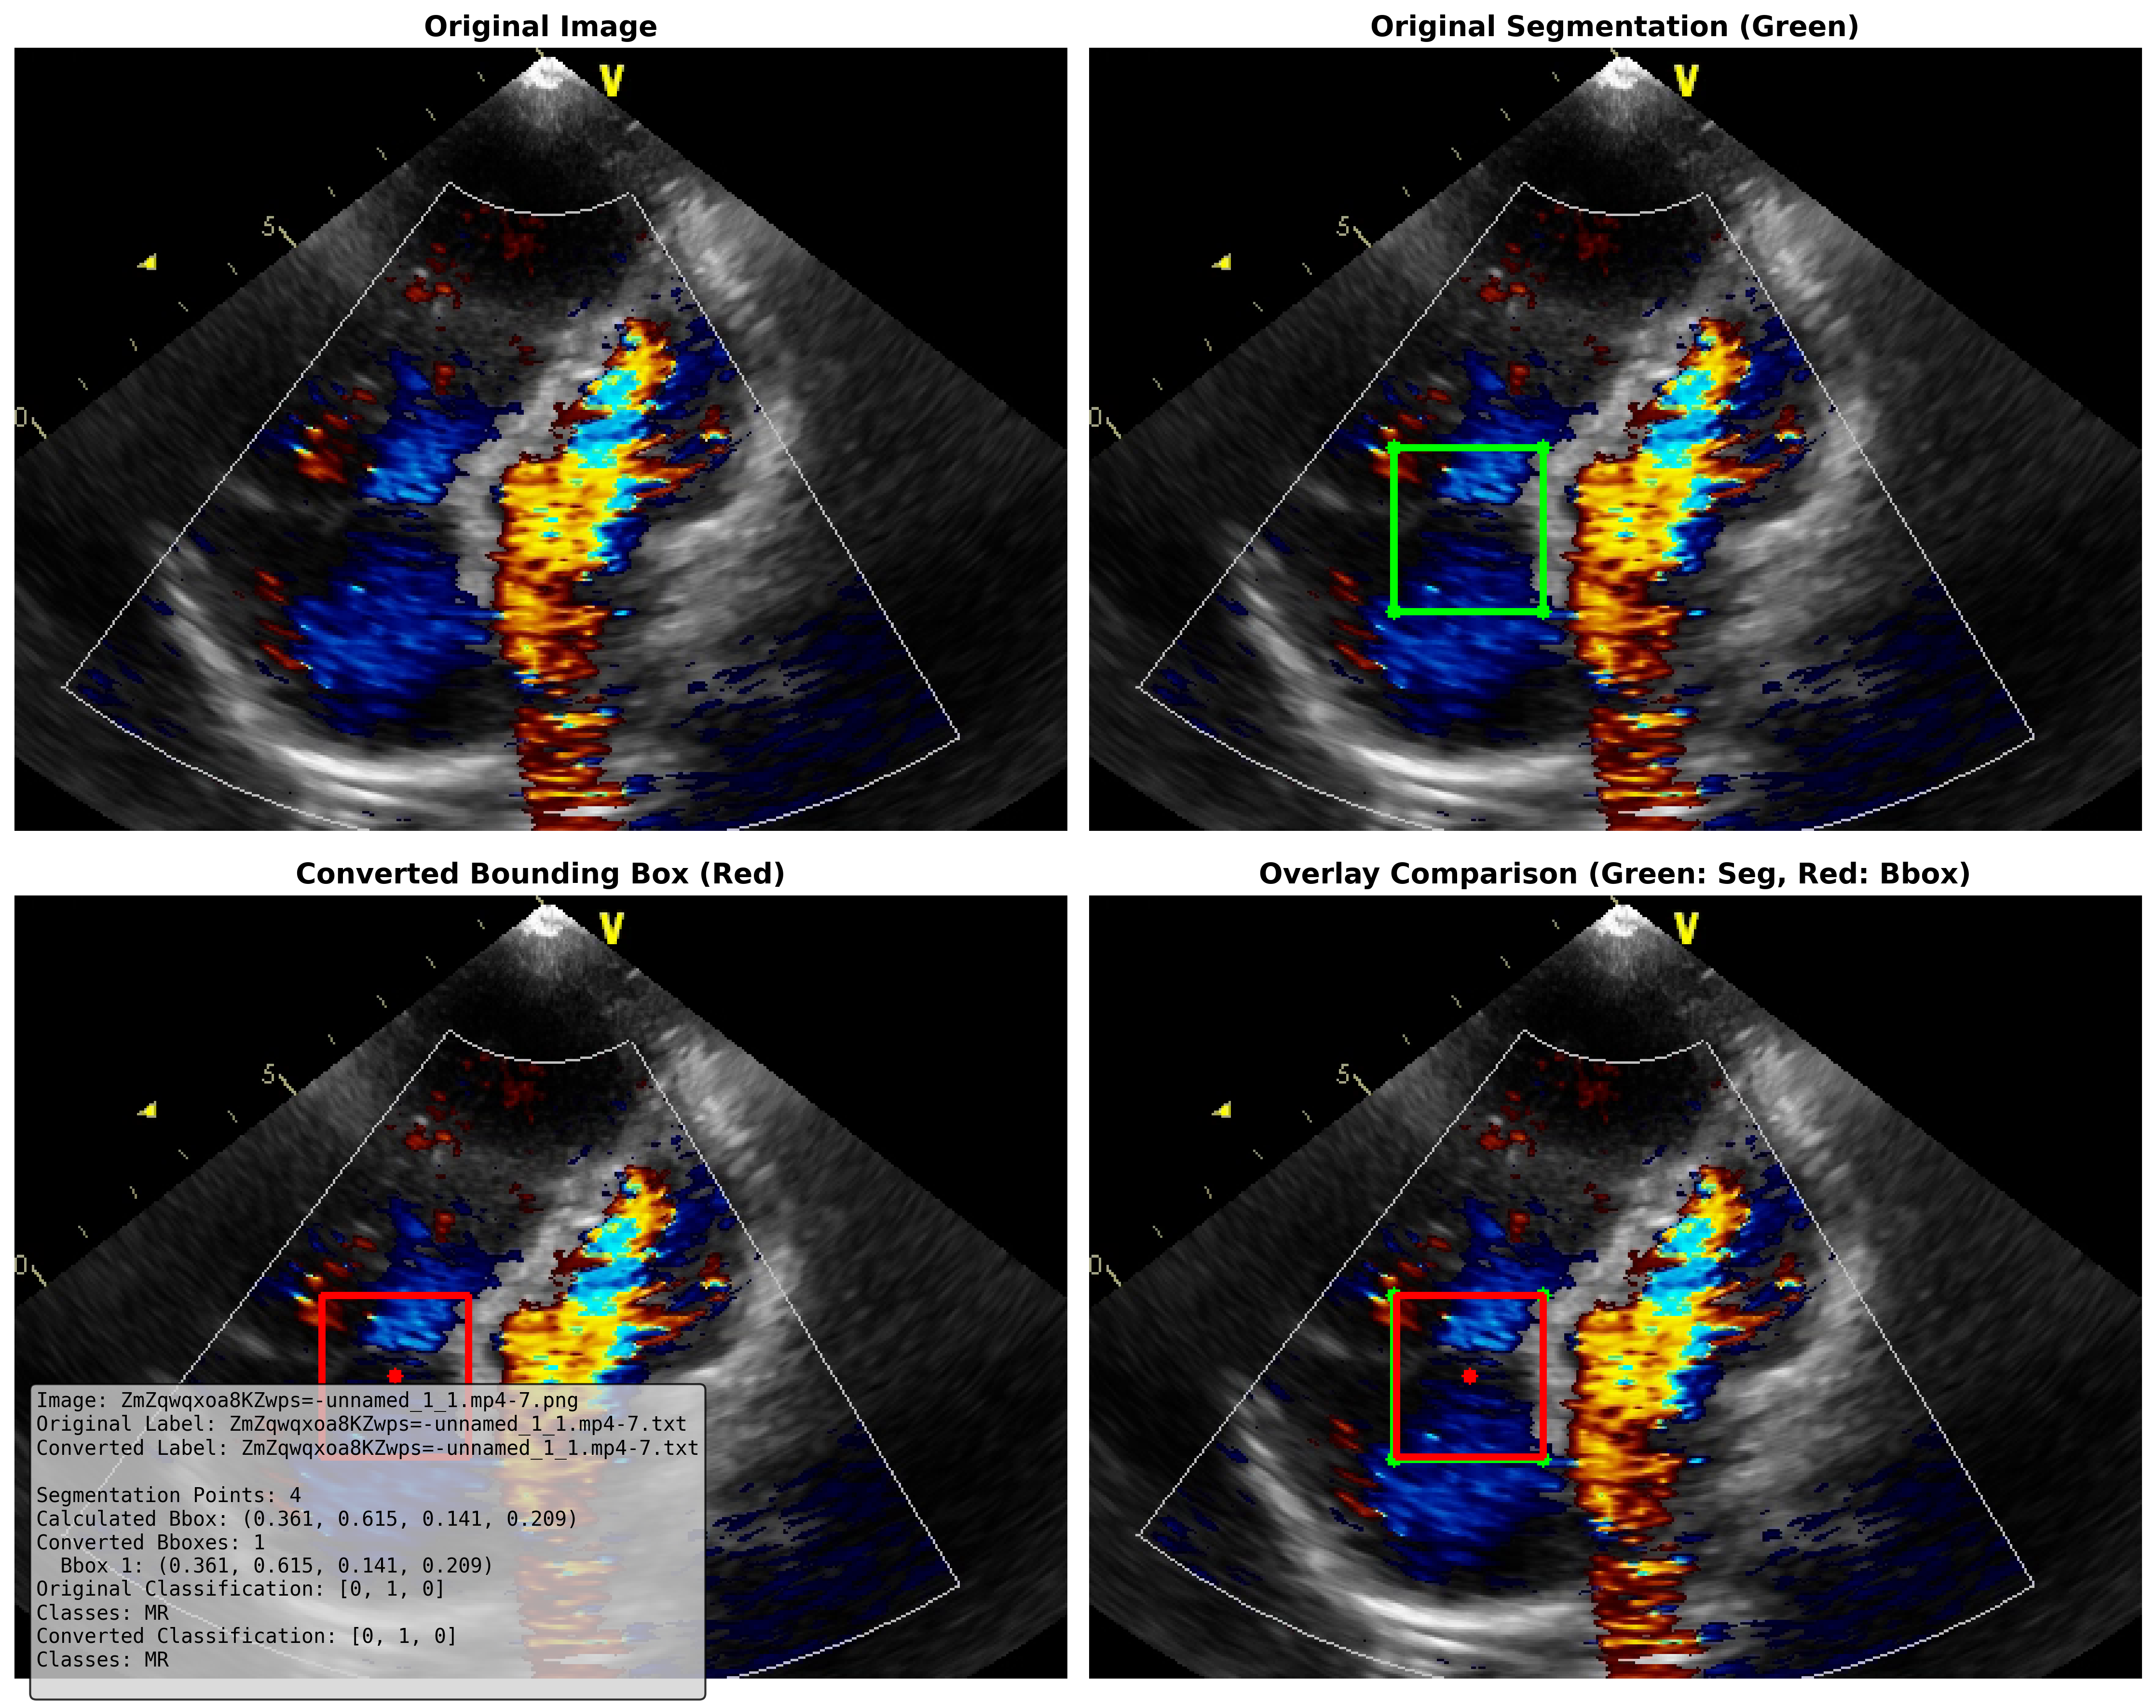 Original Image
Original Segmentation (Green)
V
5
0
V
5
0
Converted Bounding Box (Red)
Overlay Comparison (Green: Seg, Red: Bbox)
V
5
0
V
5
0
Image: ZmZqwqxoa8KZwps=-unnamed_1_1.mp4-7.png
Original Label: ZmZqwqxoa8KZwps=-unnamed_1_1.mp4-7.txt
Converted Label: ZmZqwqxoa8KZwps=-unnamed_1_1.mp4-7.txt
Segmentation Points: 4
Calculated Bbox: (0.361, 0.615, 0.141, 0.209)
Converted Bboxes: 1
Bbox 1: (0.361, 0.615, 0.141, 0.209)
Original Classification: [0, 1, 0]
Classes: MR
Converted Classification: [0, 1, 0]
Classes: MR